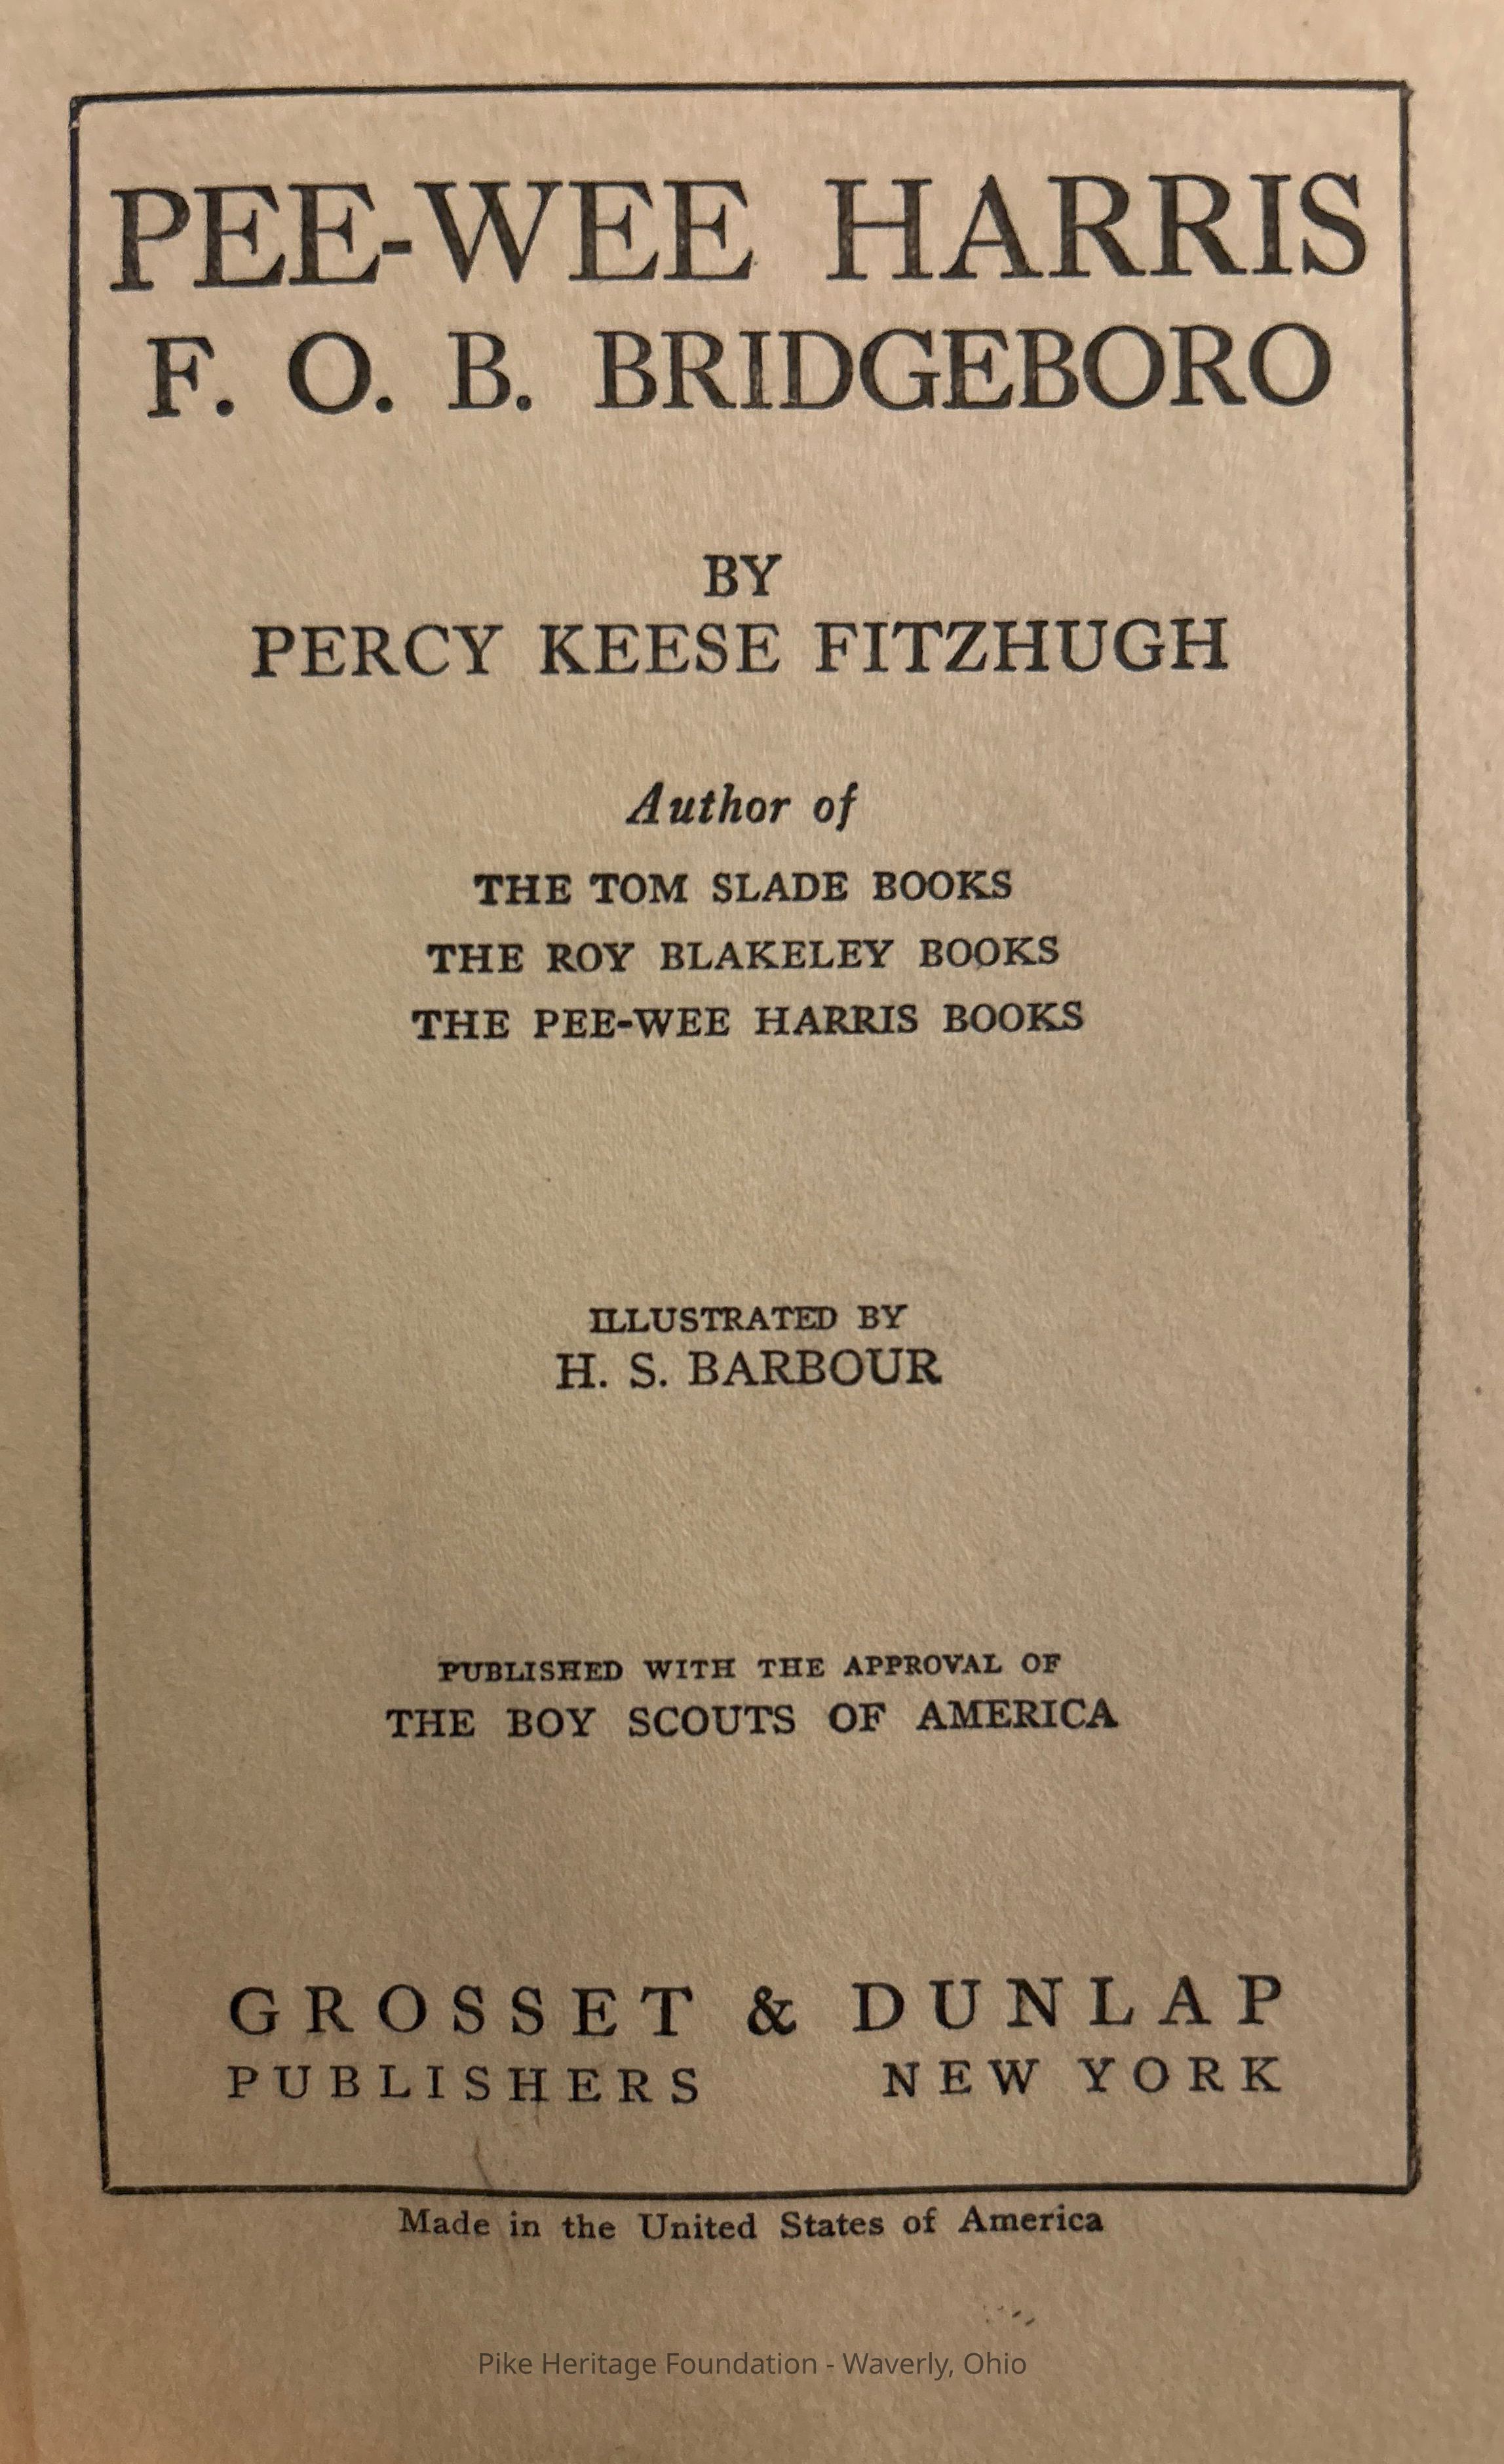 PEE-WEE HARRIS
F. O. B. BRIDGEBORO
BY
PERCY KEESE FITZHUGH
Author of
THE TOM SLADE BOOKS
THE ROY BLAKELEY BOOKS
THE PEE-WEE HARRIS BOOKS
ILLUSTRATED BY
H. S. BARBOUR
PUBLISHED WITH THE APPROVAL OF
THE BOY SCOUTS OF AMERICA
GROSSET & DUNLAP
PUBLISHERS NEW YORK
Made in the United States of America
Pike Heritage Foundation - Waverly, Ohio